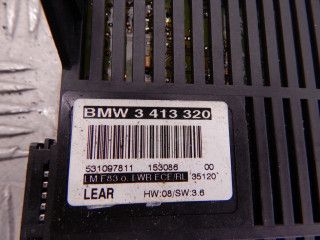 BMW 3 413 320
531097811 153086 00
LM E83 o. LWR ECE/RL 35120
LEAR HW:08/SW:3.6